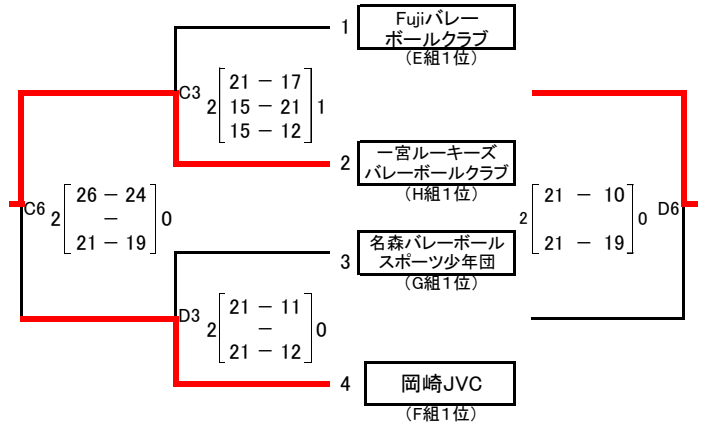 1
Fujiバレー
ボールクラブ
(E組1位)
C3
2
21 － 17
15 － 21
15 － 12
1
2
一宮ルーキーズ
バレーボールクラブ
(H組1位)
C6
2
26 － 24
－
21 － 19
0
2
21 － 10
21 － 19
0
D6
3
名森バレーボール
スポーツ少年団
(G組1位)
D3
2
21 － 11
－
21 － 12
0
4
岡崎JVC
(F組1位)